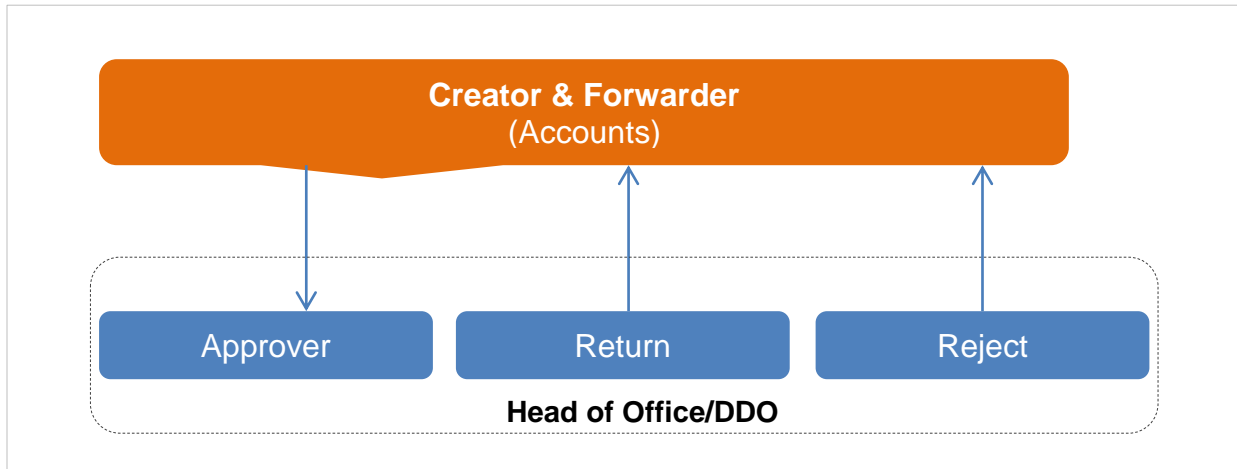 Creator & Forwarder
(Accounts)
Approver
Return
Reject
Head of Office/DDO